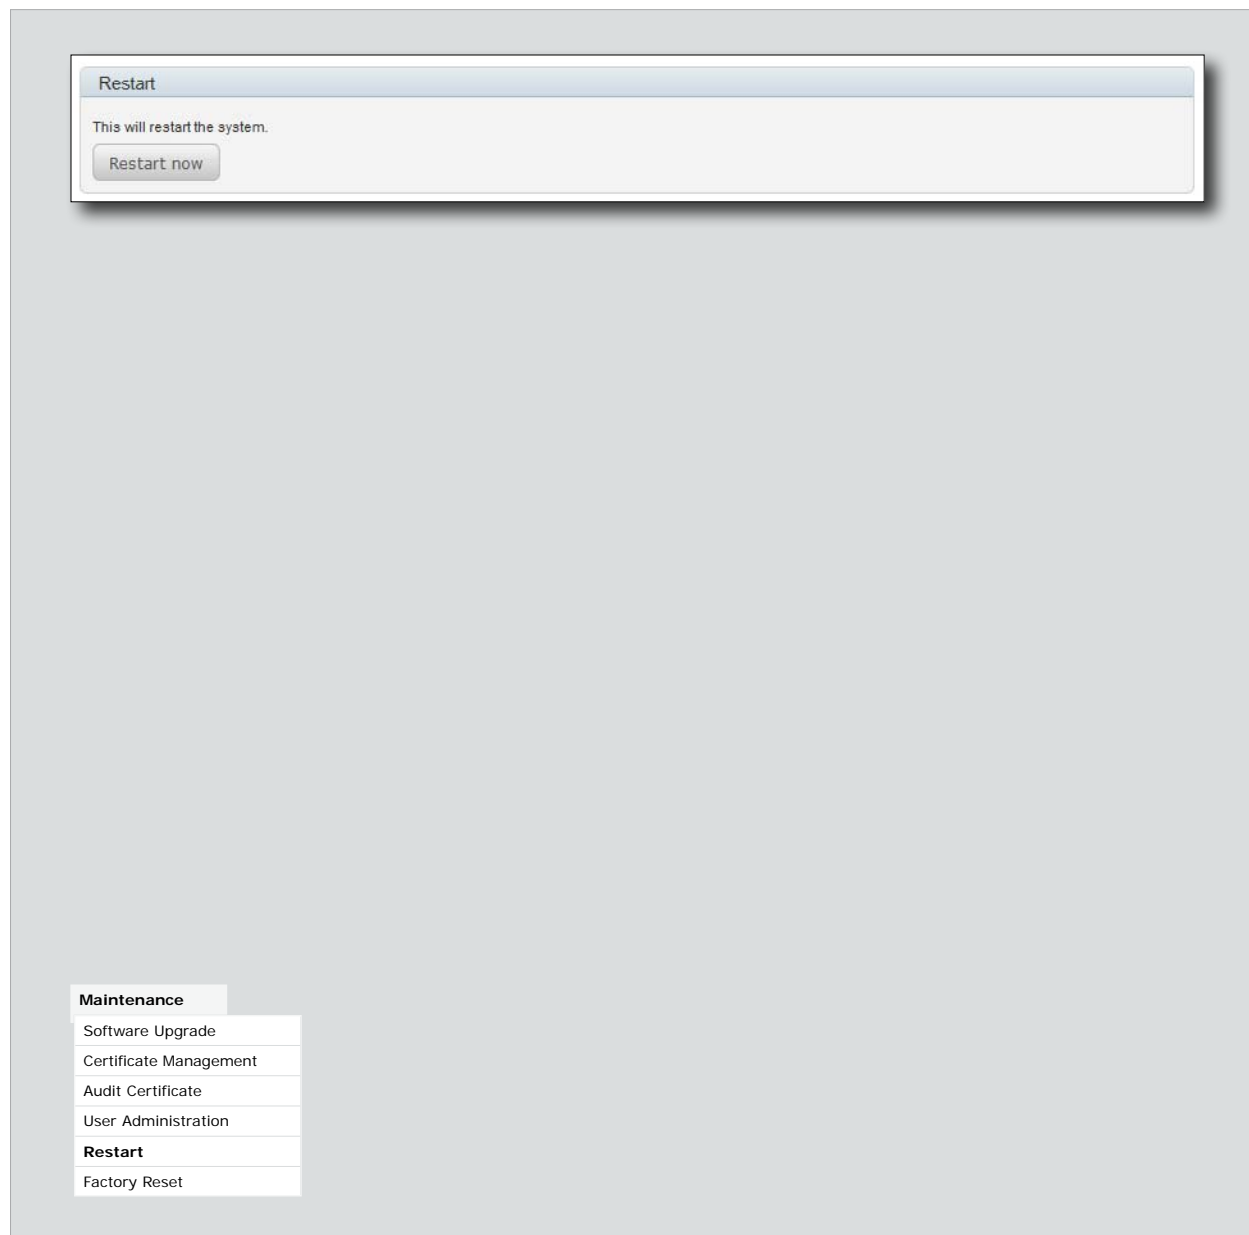 Restart
This will restart the system.
Restart now
Maintenance
Software Upgrade
Certificate Management
Audit Certificate
User Administration
Restart
Factory Reset